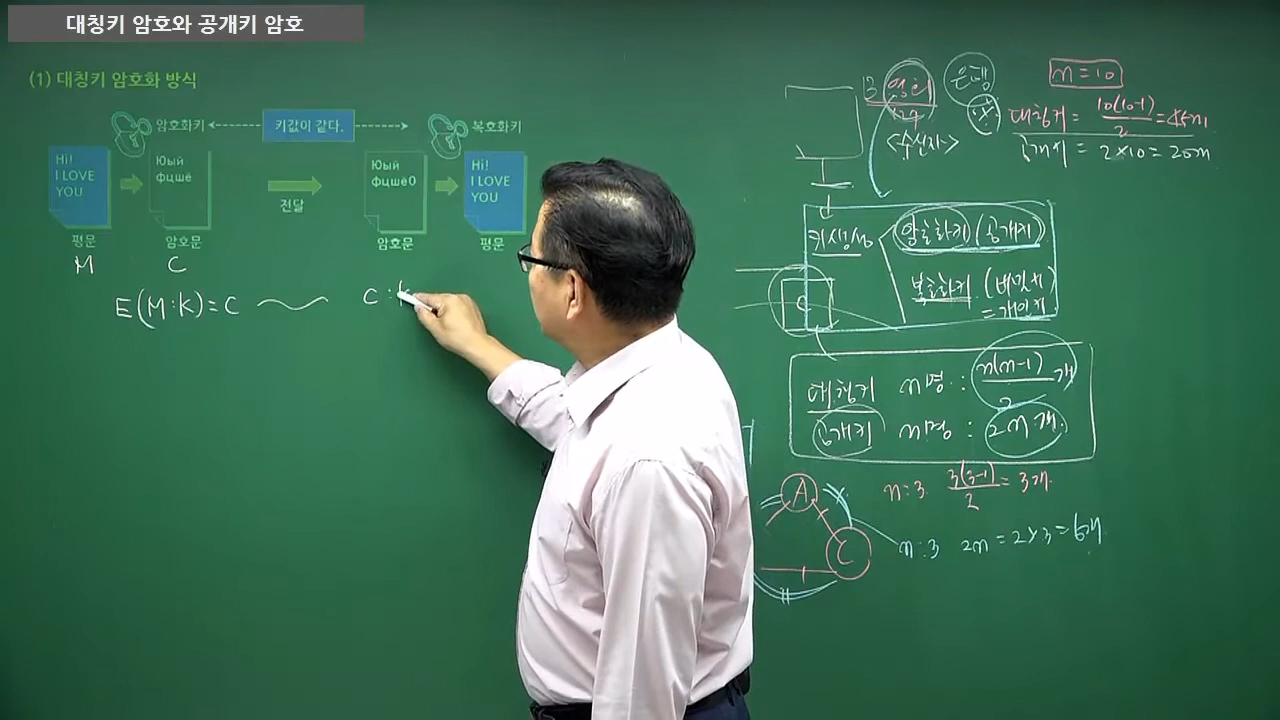 대칭키 암호와 공개키 암호
(1) 대칭키 암호화 방식
암호화키
키값이 같다.
복호화키
Hi!
I LOVE
YOU
Юый
фцшё
전달
Юый
фцшё0
Hi!
I LOVE
YOU
평문
암호문
암호문
평문
M
C
E(M:K)=C
C:K
B
은행
<수신자>
n=10
대칭키 = 10(10-1)/2 = 45개
공개키 = 2×10=20개
키생성
암호화키 (공개키)
복호화키 (비밀키)
=개인키
대칭키 n명 : n(n-1)/2 개
공개키 n명 : 2n개.
A
C
n:3 3(3-1)/2 = 3개
n:3 2n=2×3=6개